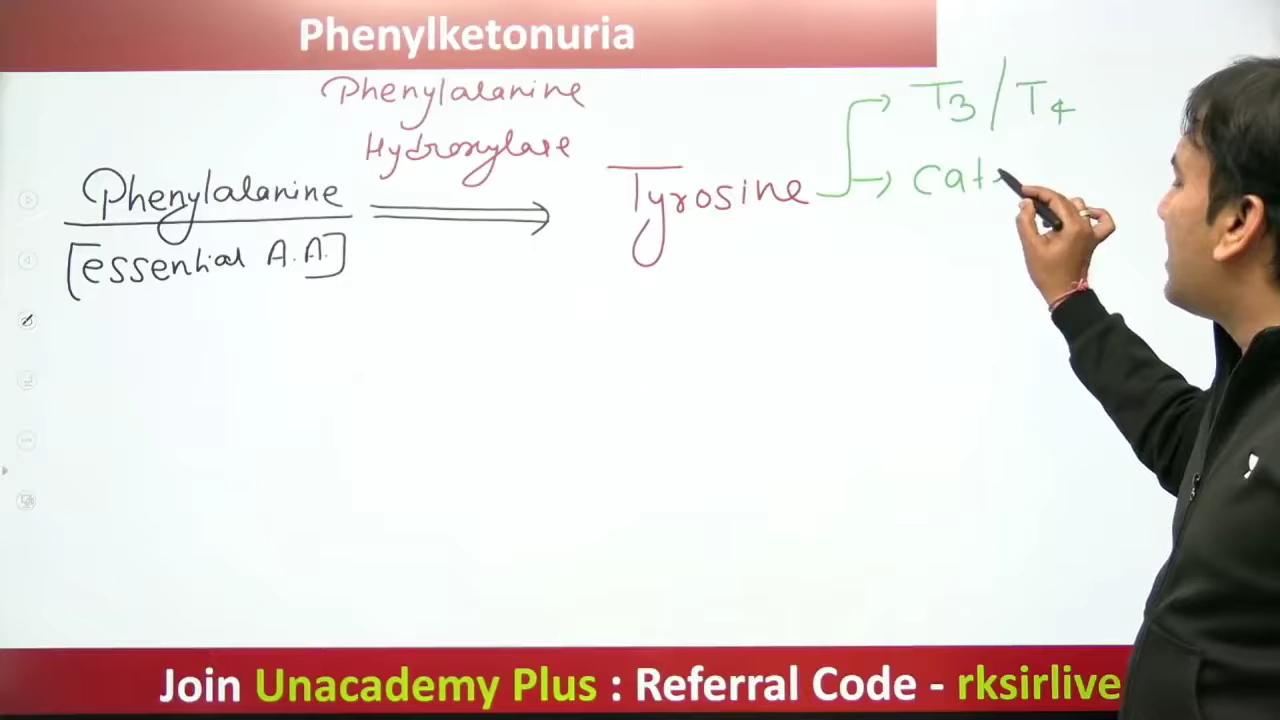 Phenylketonuria
Phenylalanine
Hydroxylase
Phenylalanine
[essential A.A.]
Tyrosine
T3/T4
Cat
Join Unacademy Plus : Referral Code - rksirlive